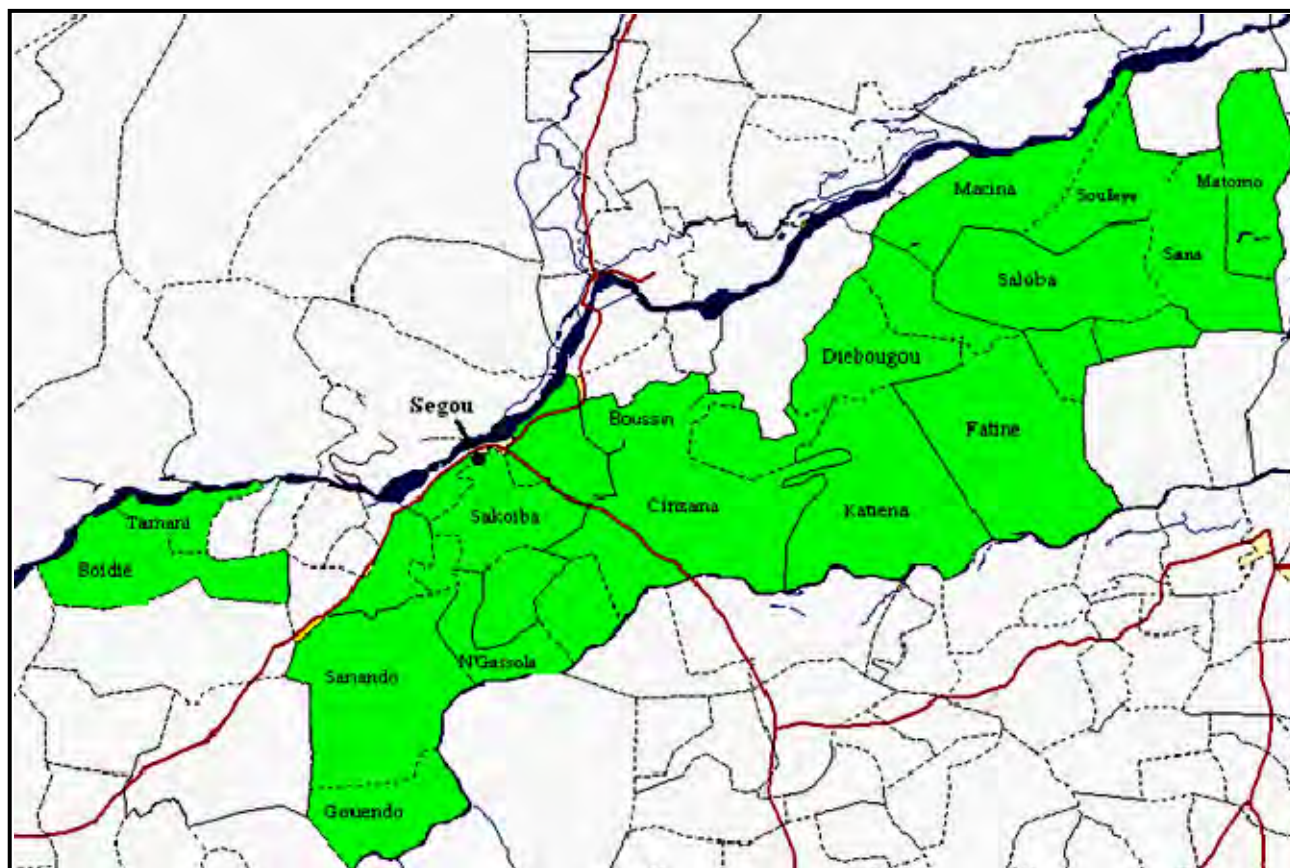 Macina
Souleye
Matomo
Sana
Saloba
Diebougou
Segou
Boussin
Fatine
Cinzana
Katiena
Sakoiba
Tamani
Boidie
N'Gassola
Sanando
Gouendo